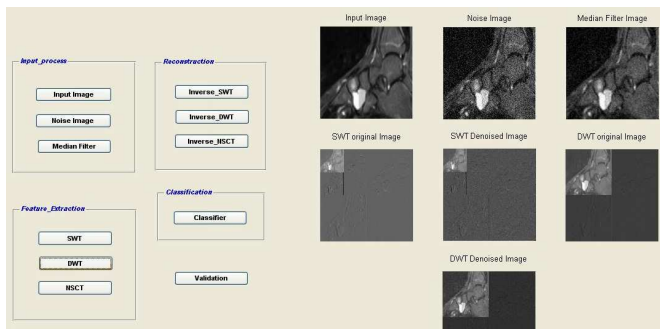 Input_process
Input Image
Noise Image
Median Filter
Reconstruction
Inverse_SWT
Inverse_DWT
Inverse_NSCT
Feature_Extraction
SWT
DWT
NSCT
Classification
Classifier
Validation
Input Image
Noise Image
Median Filter Image
SWT original Image
SWT Denoised Image
DWT original Image
DWT Denoised Image